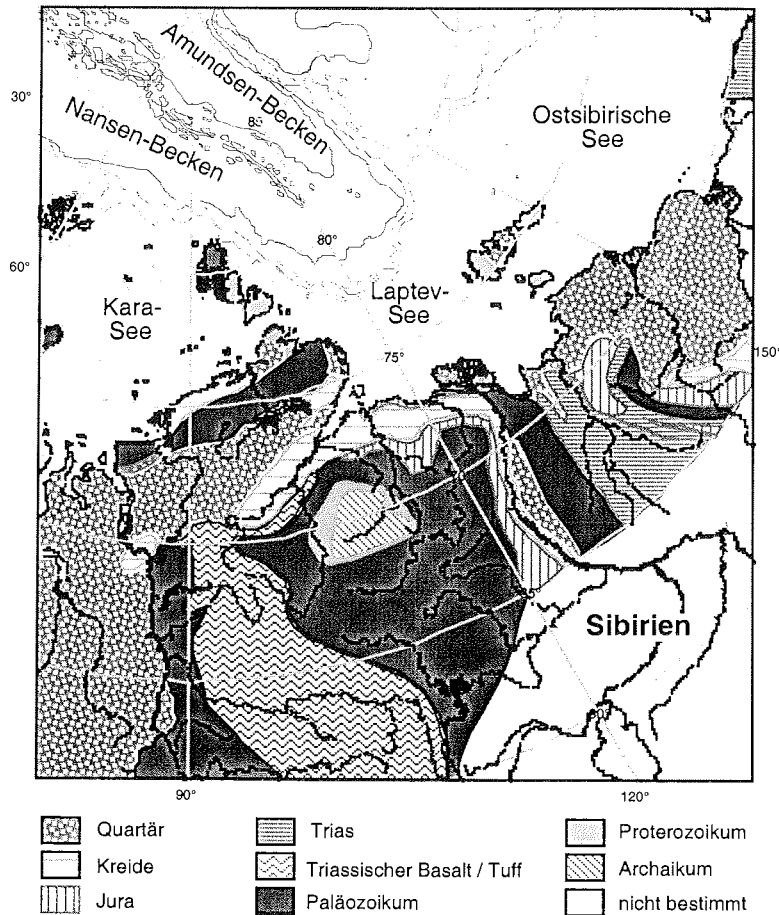 Amundsen-Becken
Nansen-Becken
85
80°
75°
30°
60°
90°
120°
150°
Ostsibirische
See
Laptev-
See
Kara-
See
Sibirien
Quartär
Kreide
Jura
Trias
Triassischer Basalt / Tuff
Paläozoikum
Proterozoikum
Archaikum
nicht bestimmt